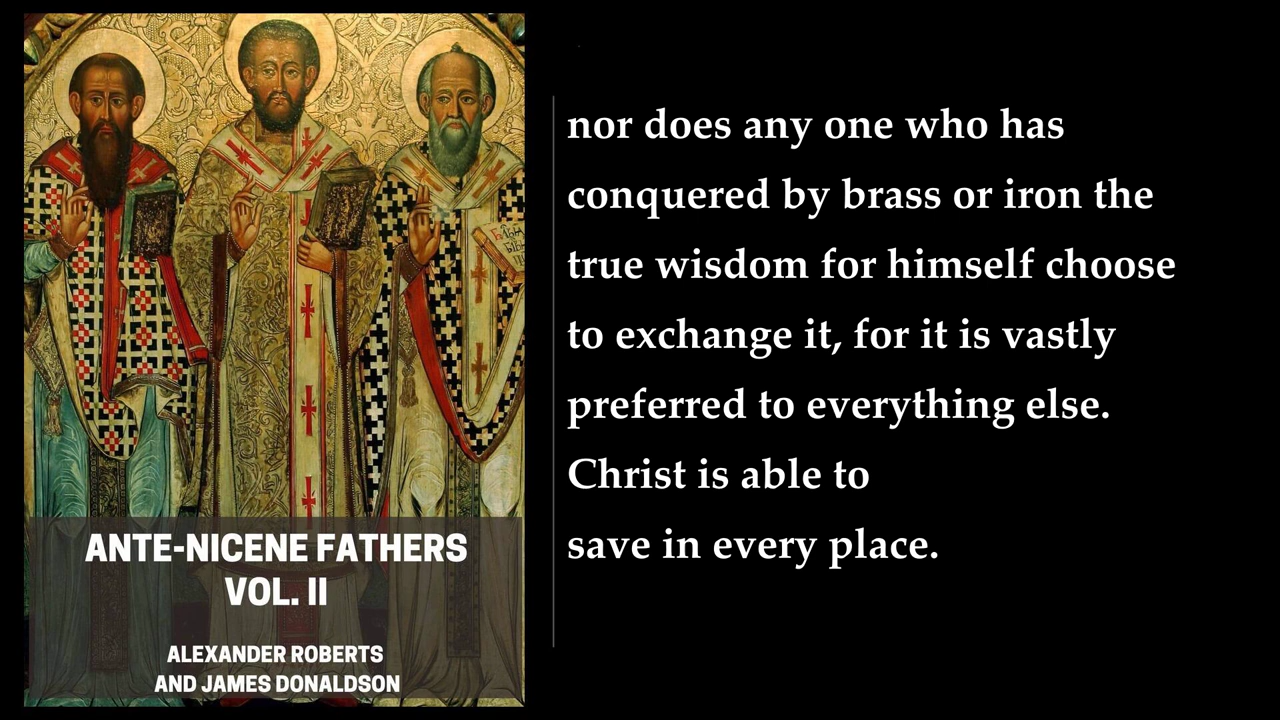 ANTE-NICENE FATHERS
VOL. II
ALEXANDER ROBERTS
AND JAMES DONALDSON
nor does any one who has
conquered by brass or iron the
true wisdom for himself choose
to exchange it, for it is vastly
preferred to everything else.
Christ is able to
save in every place.